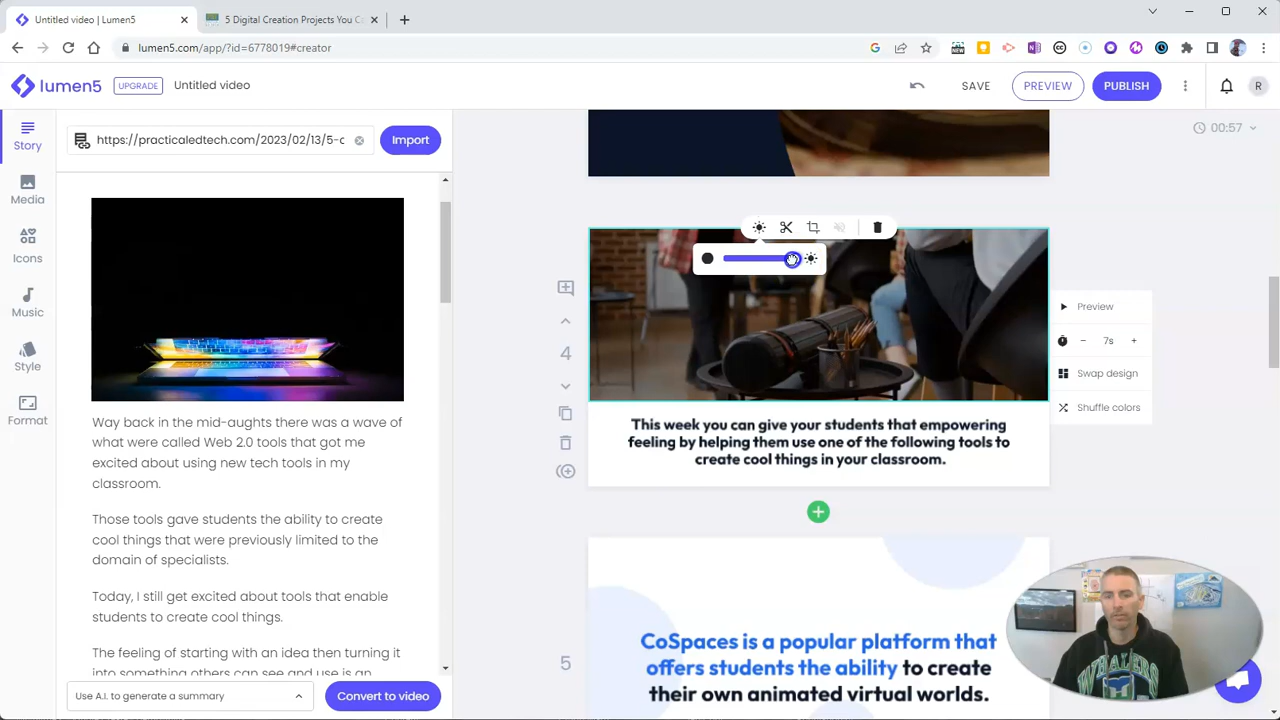 Untitled video | Lumen5
5 Digital Creation Projects You C
lumen5.com/app/?id=6778019#creator
lumen5
UPGRADE
Untitled video
SAVE
PREVIEW
PUBLISH
R
Story
Media
Icons
Music
Style
Format
https://practicaledtech.com/2023/02/13/5-c
Import
Way back in the mid-aughts there was a wave of
what were called Web 2.0 tools that got me
excited about using new tech tools in my
classroom.
Those tools gave students the ability to create
cool things that were previously limited to the
domain of specialists.
Today, I still get excited about tools that enable
students to create cool things.
The feeling of starting with an idea then turning it
into something others can see and use is an
Use A.I. to generate a summary
Convert to video
00:57
4
This week you can give your students that empowering
feeling by helping them use one of the following tools to
create cool things in your classroom.
Preview
7s
Swap design
Shuffle colors
5
CoSpaces is a popular platform that
offers students the ability to create
their own animated virtual worlds.
WHALERS